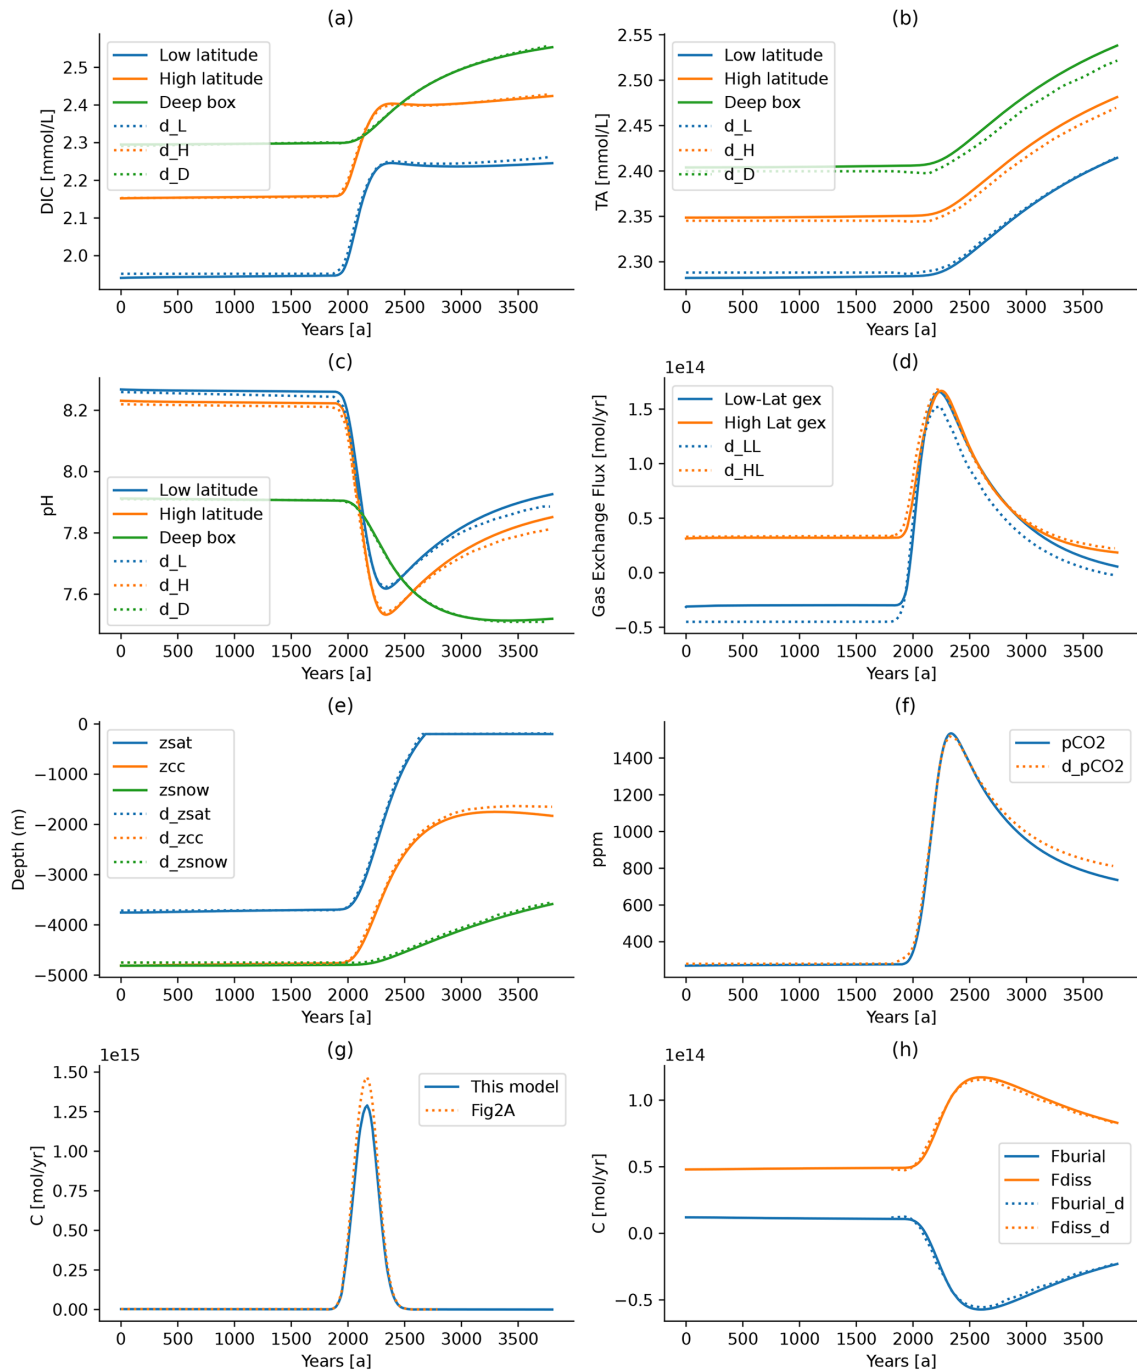 (a)
DIC [mmol/L]
2.5
2.4
2.3
2.2
2.1
2.0
Low latitude
High latitude
Deep box
d_L
d_H
d_D
0 500 1000 1500 2000 2500 3000 3500
Years [a]
(b)
TA [mmol/L]
2.55
2.50
2.45
2.40
2.35
2.30
Low latitude
High latitude
Deep box
d_L
d_H
d_D
0 500 1000 1500 2000 2500 3000 3500
Years [a]
(c)
pH
8.2
8.0
7.8
7.6
Low latitude
High latitude
Deep box
d_L
d_H
d_D
0 500 1000 1500 2000 2500 3000 3500
Years [a]
(d)
1e14
Gas Exchange Flux [mol/yr]
1.5
1.0
0.5
0.0
−0.5
Low-Lat gex
High Lat gex
d_LL
d_HL
0 500 1000 1500 2000 2500 3000 3500
Years [a]
(e)
Depth (m)
0
−1000
−2000
−3000
−4000
−5000
zsat
zcc
zsnow
d_zsat
d_zcc
d_zsnow
0 500 1000 1500 2000 2500 3000 3500
Years [a]
(f)
ppm
1400
1200
1000
800
600
400
pCO2
d_pCO2
0 500 1000 1500 2000 2500 3000 3500
Years [a]
(g)
1e15
C [mol/yr]
1.50
1.25
1.00
0.75
0.50
0.25
0.00
This model
Fig2A
0 500 1000 1500 2000 2500 3000 3500
Years [a]
(h)
1e14
C [mol/yr]
1.0
0.5
0.0
−0.5
Fburial
Fdiss
Fburial_d
Fdiss_d
0 500 1000 1500 2000 2500 3000 3500
Years [a]